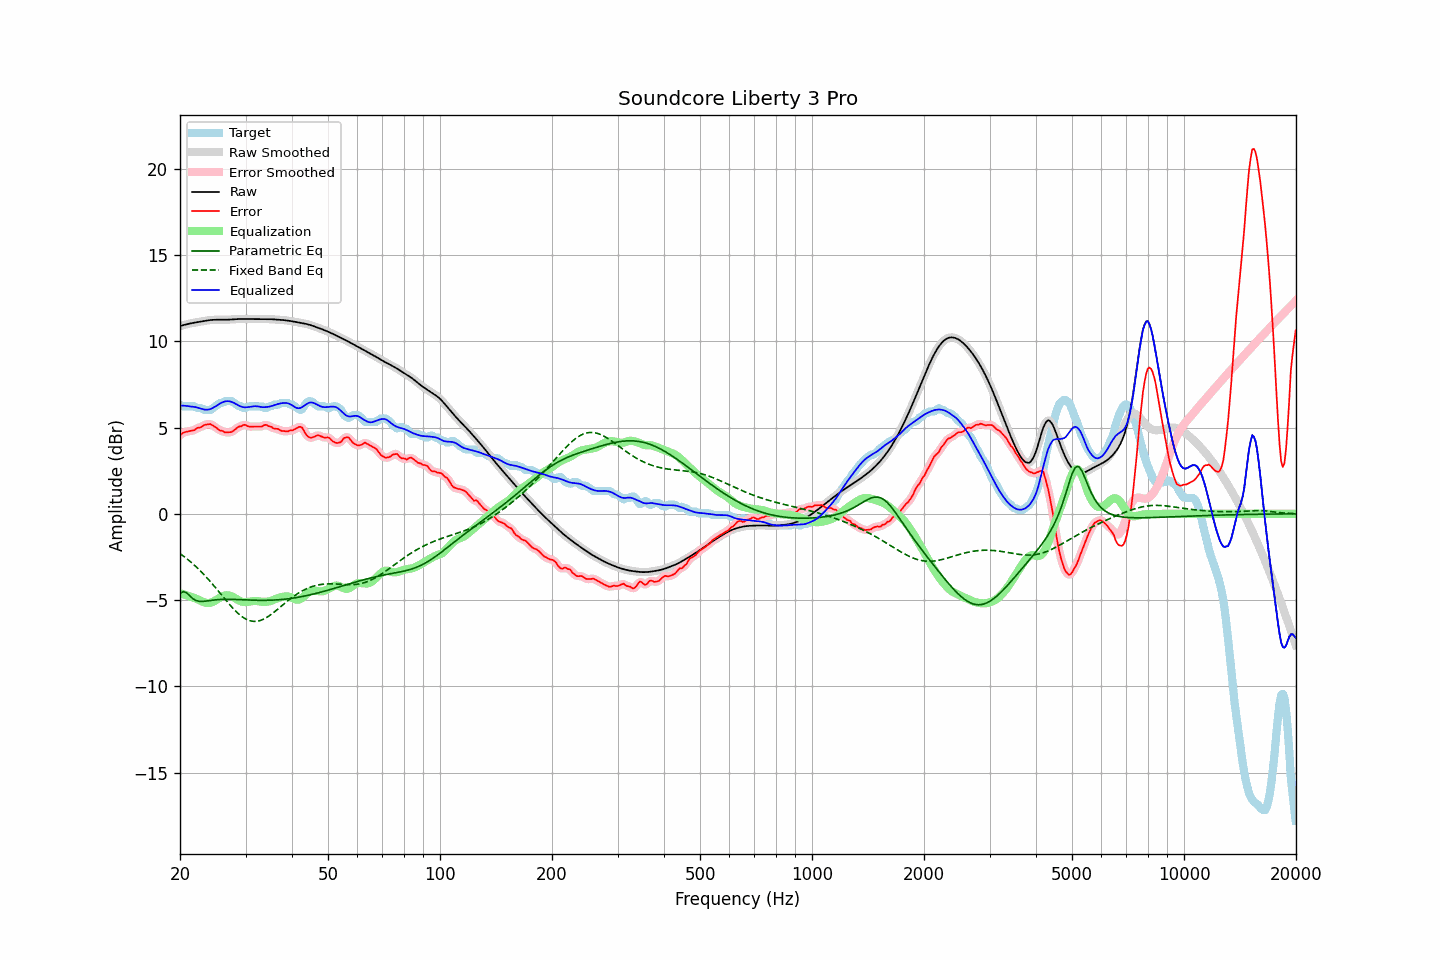 Soundcore Liberty 3 Pro
Target
Raw Smoothed
Error Smoothed
Raw
Error
Equalization
Parametric Eq
Fixed Band Eq
Equalized
20
15
10
5
0
−5
−10
−15
Amplitude (dBr)
20 50 100 200 500 1000 2000 5000 10000 20000
Frequency (Hz)